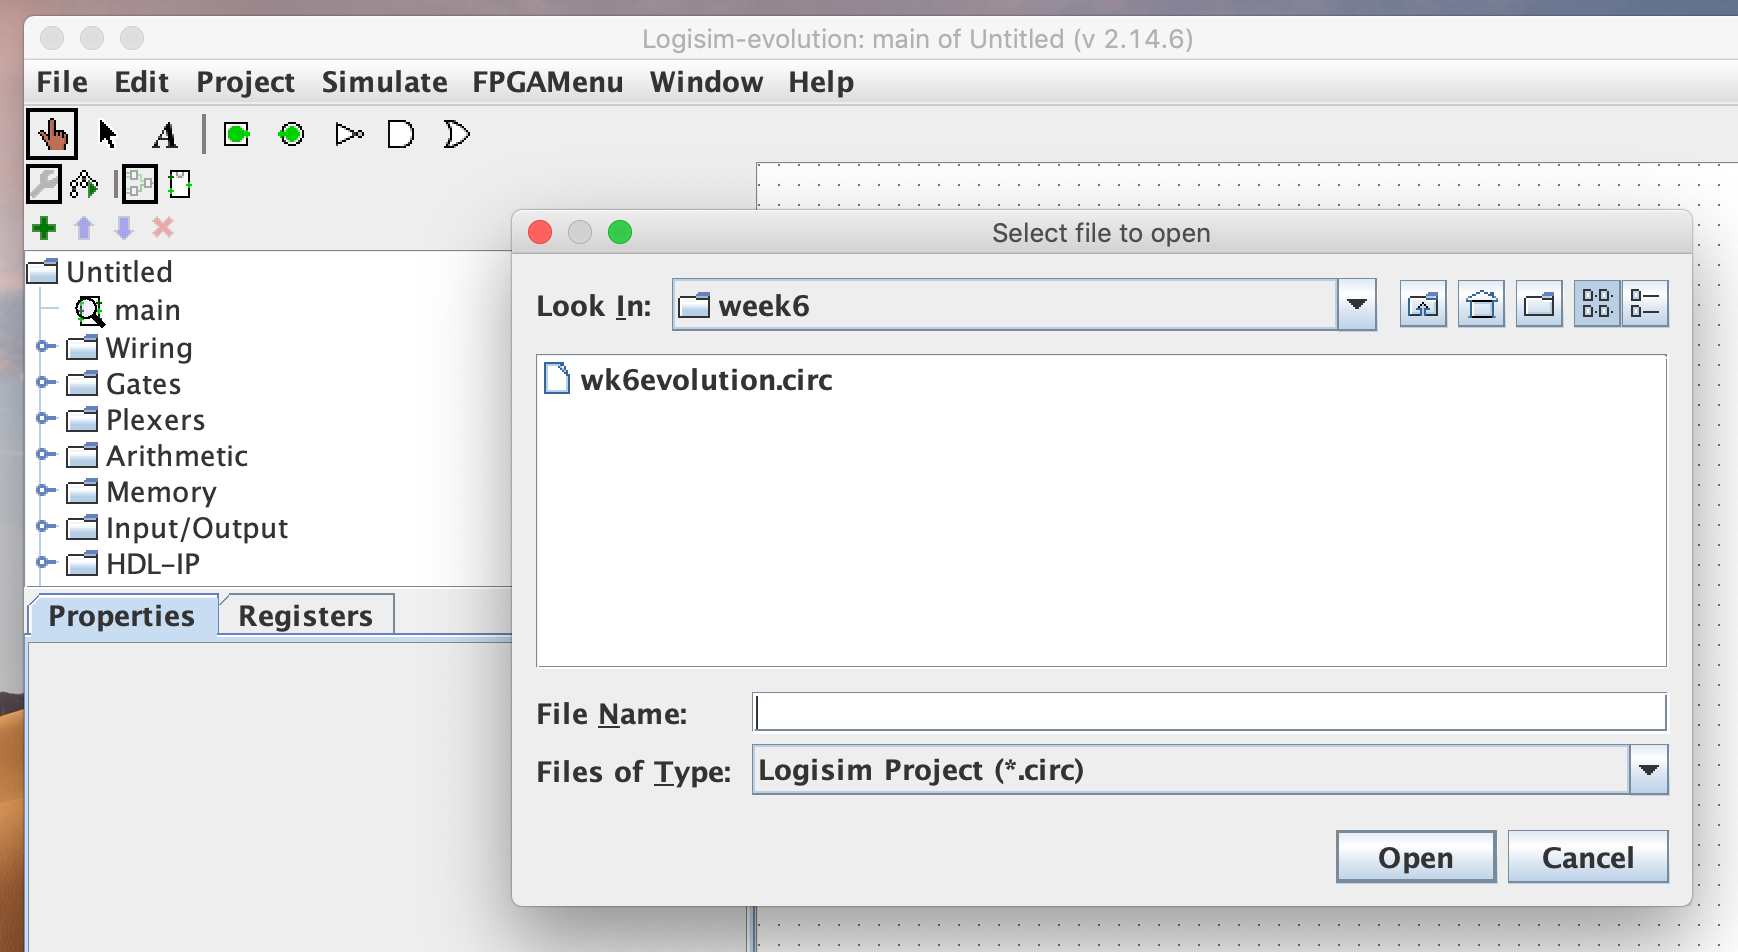 Logisim-evolution: main of Untitled (v 2.14.6)
File Edit Project Simulate FPGAMenu Window Help
A
Untitled
main
Wiring
Gates
Plexers
Arithmetic
Memory
Input/Output
HDL-IP
Properties Registers
Select file to open
Look In: week6
wk6evolution.circ
File Name:
Files of Type: Logisim Project (*.circ)
Open Cancel